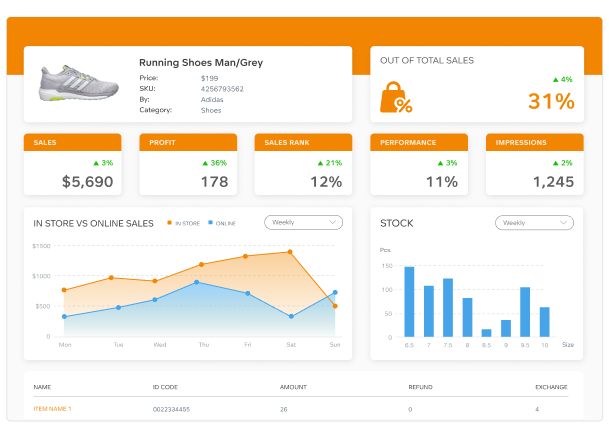 Running Shoes Man/Grey
Price: $199
SKU: 4256793562
By: Adidas
Category: Shoes
OUT OF TOTAL SALES
4%
31%
%
SALES
3%
$5,690
PROFIT
36%
178
SALES RANK
21%
12%
PERFORMANCE
3%
11%
IMPRESSIONS
2%
1,245
IN STORE VS ONLINE SALES
IN STORE
ONLINE
Weekly
$1500
$1000
$500
0
Mon Tue Wed Thu Fri Sat Sun
STOCK
Weekly
Pos.
150
100
50
0
6.5 7 7.5 8 8.5 9 9.5 10 Size
NAME ID CODE AMOUNT REFUND EXCHANGE
ITEM NAME 1 0022334455 26 0 4